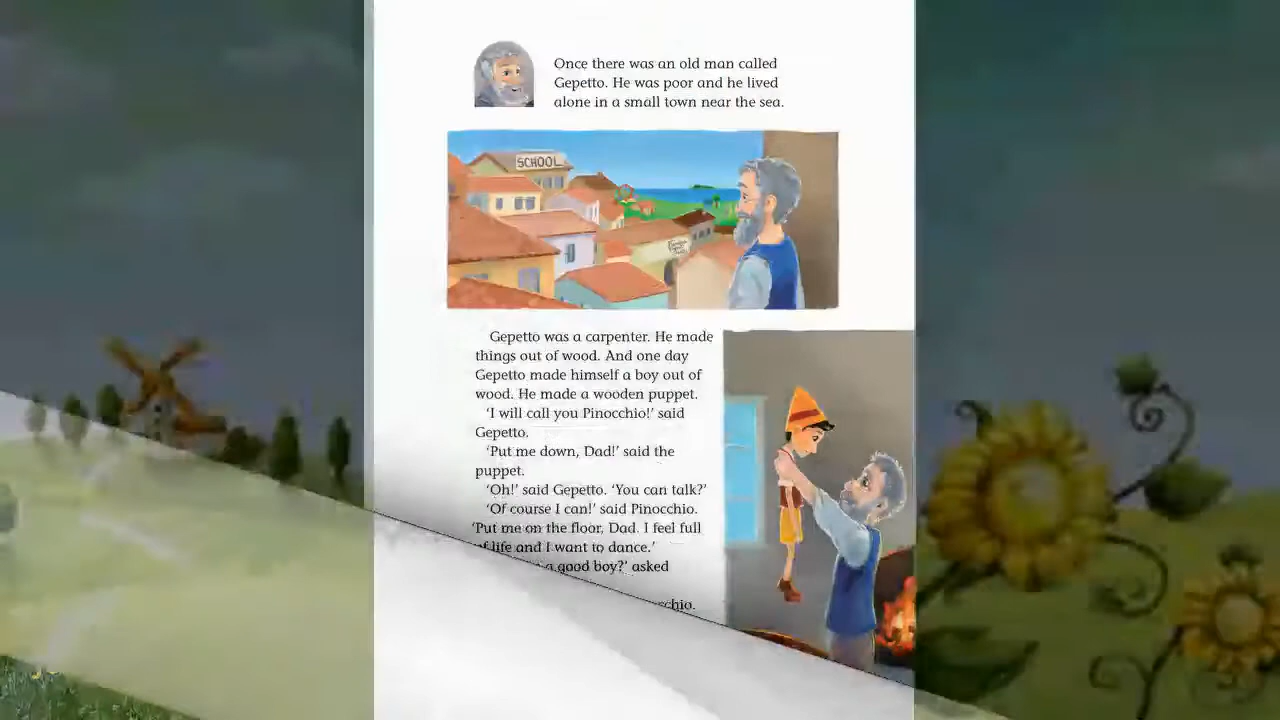 Once there was an old man called
Gepetto. He was poor and he lived
alone in a small town near the sea.
SCHOOL
Gepetto was a carpenter. He made
things out of wood. And one day
Gepetto made himself a boy out of
wood. He made a wooden puppet.
‘I will call you Pinocchio!’ said
Gepetto.
‘Put me down, Dad!’ said the
puppet.
‘Oh!’ said Gepetto. ‘You can talk?’
‘Of course I can!’ said Pinocchio.
‘Put me on the floor, Dad. I feel full
of life and I want to dance.’
a good boy?’ asked